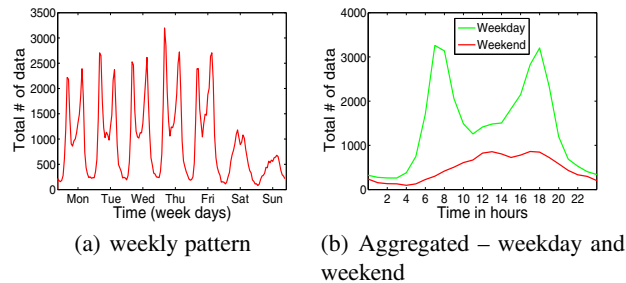 3500
3000
2500
2000
1500
1000
500
0
Total # of data
Mon Tue Wed Thu Fri Sat Sun
Time (week days)
(a) weekly pattern
4000
3000
2000
1000
0
Total # of data
Weekday
Weekend
2 4 6 8 10 12 14 16 18 20 22
Time in hours
(b) Aggregated – weekday and
weekend